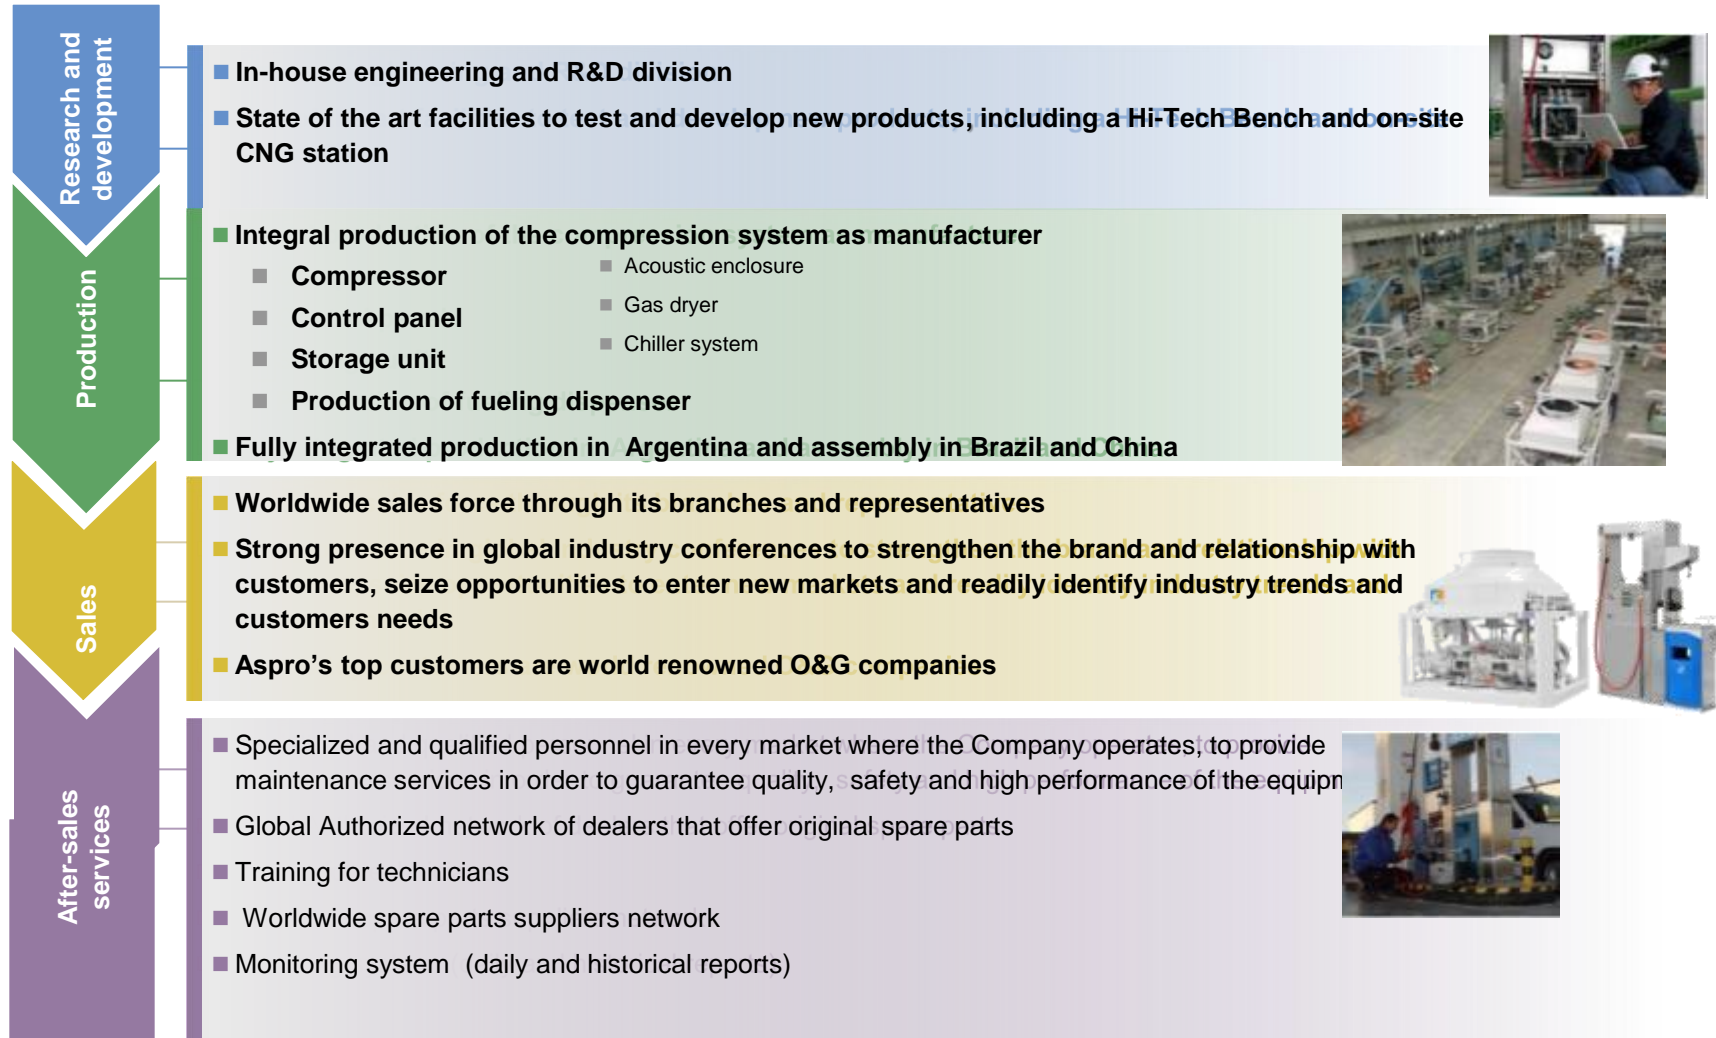 Research and
development
In-house engineering and R&D division
State of the art facilities to test and develop new products, including a Hi-Tech Bench and on-site
CNG station
Production
Integral production of the compression system as manufacturer
Compressor
Control panel
Storage unit
Production of fueling dispenser
Acoustic enclosure
Gas dryer
Chiller system
Fully integrated production in Argentina and assembly in Brazil and China
Sales
Worldwide sales force through its branches and representatives
Strong presence in global industry conferences to strengthen the brand and relationship with
customers, seize opportunities to enter new markets and readily identify industry trends and
customers needs
Aspro’s top customers are world renowned O&G companies
After-sales
services
Specialized and qualified personnel in every market where the Company operates, to provide
maintenance services in order to guarantee quality, safety and high performance of the equipm
Global Authorized network of dealers that offer original spare parts
Training for technicians
Worldwide spare parts suppliers network
Monitoring system (daily and historical reports)